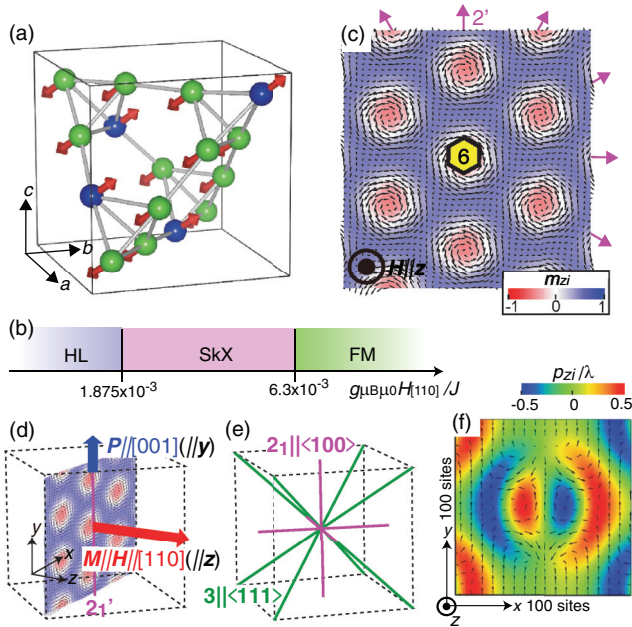 (a)
c
b
a
(b)
HL
SkX
FM
1.875x10⁻³
6.3x10⁻³
gμBμ0H[110] /J
(c)
2'
6
H||z
mzi
-1
0
1
(d)
P//[001](//y)
y
x
z
M//H//[110](//z)
2₁'
(e)
2₁||<100>
3||<111>
pzi/λ
-0.5
0
0.5
(f)
y 100 sites
x 100 sites
z